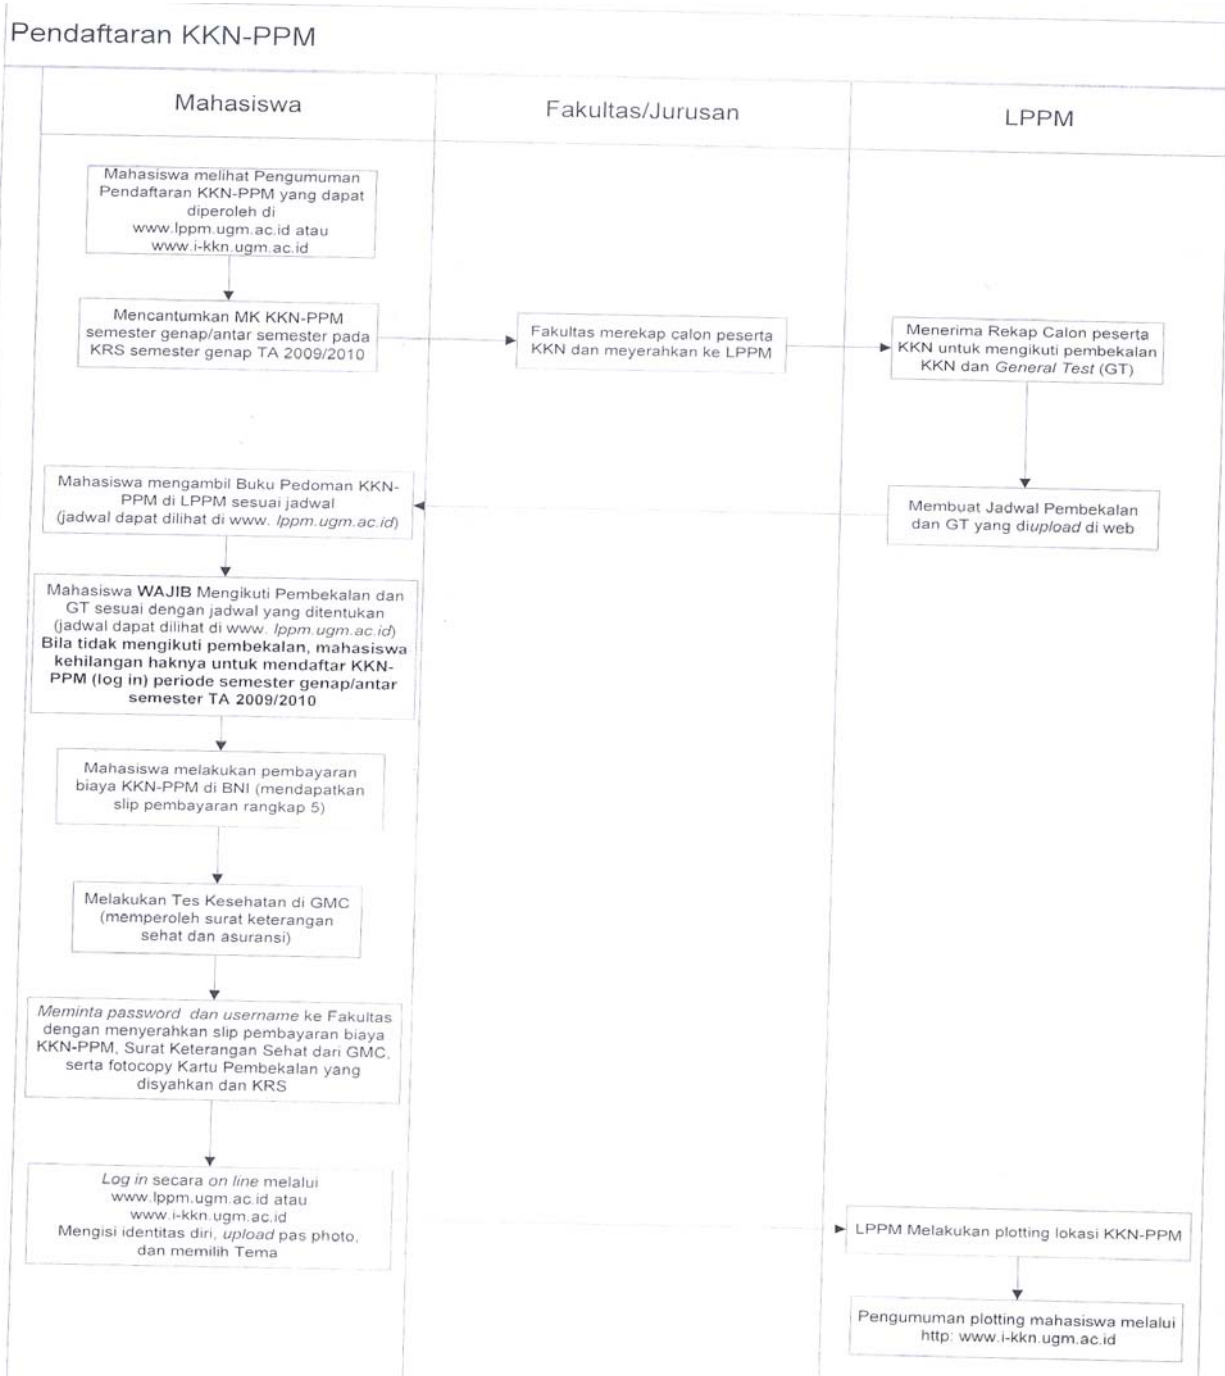 Pendaftaran KKN-PPM
Mahasiswa
Fakultas/Jurusan
LPPM
Mahasiswa melihat Pengumuman
Pendaftaran KKN-PPM yang dapat
diperoleh di
www.lppm.ugm.ac.id atau
www.i-kkn.ugm.ac.id
Mencantumkan MK KKN-PPM
semester genap/antar semester pada
KRS semester genap TA 2009/2010
Fakultas merekap calon peserta
KKN dan meyerahkan ke LPPM
Menerima Rekap Calon peserta
KKN untuk mengikuti pembekalan
KKN dan General Test (GT)
Membuat Jadwal Pembekalan
dan GT yang diupload di web
Mahasiswa mengambil Buku Pedoman KKN-
PPM di LPPM sesuai jadwal
(jadwal dapat dilihat di www. lppm.ugm.ac.id)
Mahasiswa WAJIB Mengikuti Pembekalan dan
GT sesuai dengan jadwal yang ditentukan
(jadwal dapat dilihat di www. lppm.ugm.ac.id)
Bila tidak mengikuti pembekalan, mahasiswa
kehilangan haknya untuk mendaftar KKN-
PPM (log in) periode semester genap/antar
semester TA 2009/2010
Mahasiswa melakukan pembayaran
biaya KKN-PPM di BNI (mendapatkan
slip pembayaran rangkap 5)
Melakukan Tes Kesehatan di GMC
(memperoleh surat keterangan
sehat dan asuransi)
Meminta password dan username ke Fakultas
dengan menyerahkan slip pembayaran biaya
KKN-PPM, Surat Keterangan Sehat dari GMC,
serta fotocopy Kartu Pembekalan yang
disyahkan dan KRS
Log in secara on line melalui
www.lppm.ugm.ac.id atau
www.i-kkn.ugm.ac.id
Mengisi identitas diri, upload pas photo,
dan memilih Tema
LPPM Melakukan plotting lokasi KKN-PPM
Pengumuman plotting mahasiswa melalui
http: www.i-kkn.ugm.ac.id